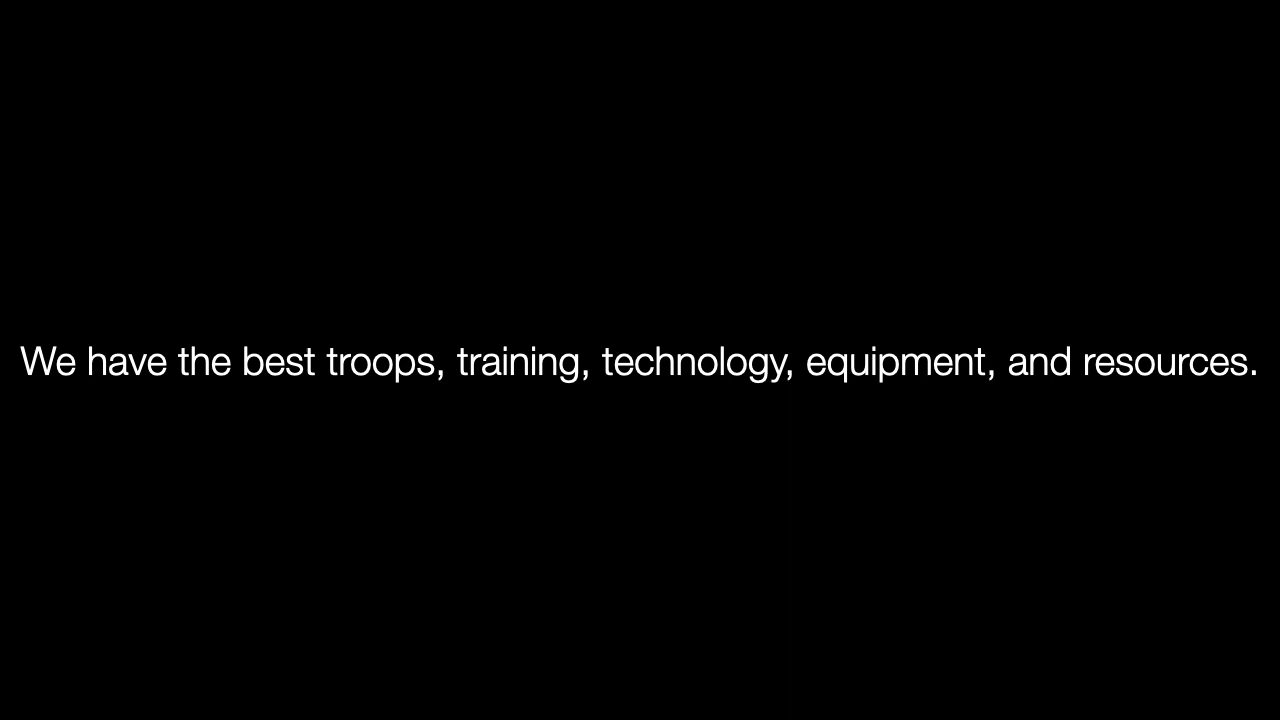 We have the best troops, training, technology, equipment, and resources.